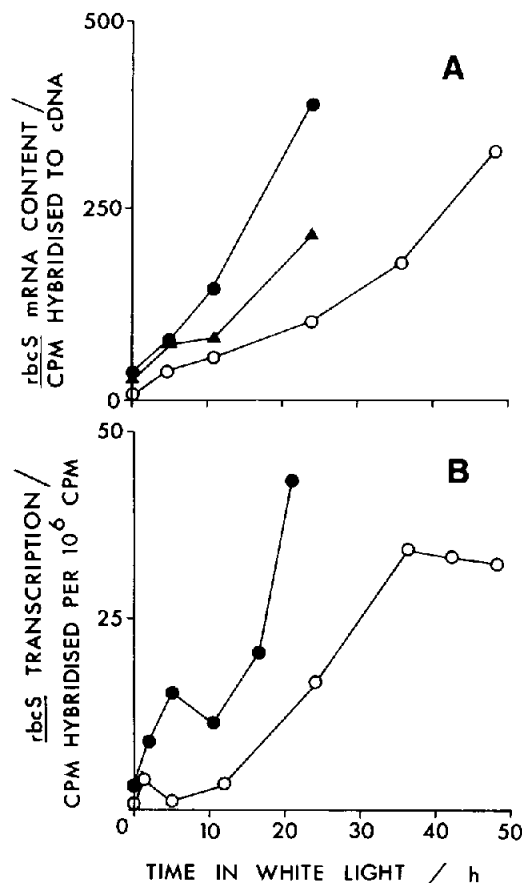 500
A
rbcS mRNA CONTENT /
CPM HYBRIDISED TO cDNA
250
0
50
B
rbcS TRANSCRIPTION /
CPM HYBRIDISED PER 10⁶ CPM
25
0 10 20 30 40 50
TIME IN WHITE LIGHT / h